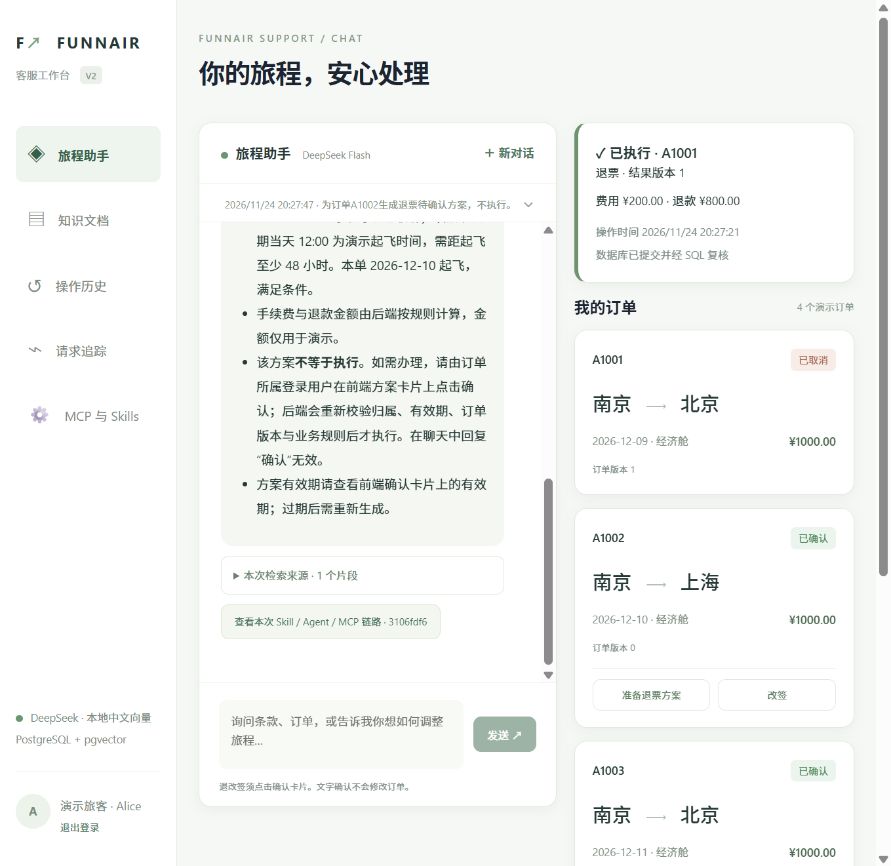 F↗ FUNNAIR
客服工作台 V2
旅程助手
知识文档
操作历史
请求追踪
MCP 与 Skills
DeepSeek · 本地中文向量
PostgreSQL + pgvector
A
演示旅客 · Alice
退出登录
FUNNAIR SUPPORT / CHAT
你的旅程，安心处理
旅程助手 DeepSeek Flash
+ 新对话
2026/11/24 20:27:47 · 为订单A1002生成退票待确认方案，不执行。
期当天 12:00 为演示起飞时间，需距起飞
至少 48 小时。本单 2026-12-10 起飞，
满足条件。
• 手续费与退款金额由后端按规则计算，金
额仅用于演示。
• 该方案不等于执行。如需办理，请由订单
所属登录用户在前端方案卡片上点击确
认；后端会重新校验归属、有效期、订单
版本与业务规则后才执行。在聊天中回复
“确认”无效。
• 方案有效期请查看前端确认卡片上的有效
期；过期后需重新生成。
▶ 本次检索来源 · 1 个片段
查看本次 Skill / Agent / MCP 链路 · 3106fdf6
询问条款、订单，或告诉我你想如何调整
旅程...
发送 ↗
退改签须点击确认卡片。文字确认不会修改订单。
✓ 已执行 · A1001
退票 · 结果版本 1
费用 ¥200.00 · 退款 ¥800.00
操作时间 2026/11/24 20:27:21
数据库已提交并经 SQL 复核
我的订单
4 个演示订单
A1001
已取消
南京 → 北京
2026-12-09 · 经济舱
¥1000.00
订单版本 1
A1002
已确认
南京 → 上海
2026-12-10 · 经济舱
¥1000.00
订单版本 0
准备退票方案
改签
A1003
已确认
南京 → 北京
2026-12-11 · 经济舱
¥1000.00